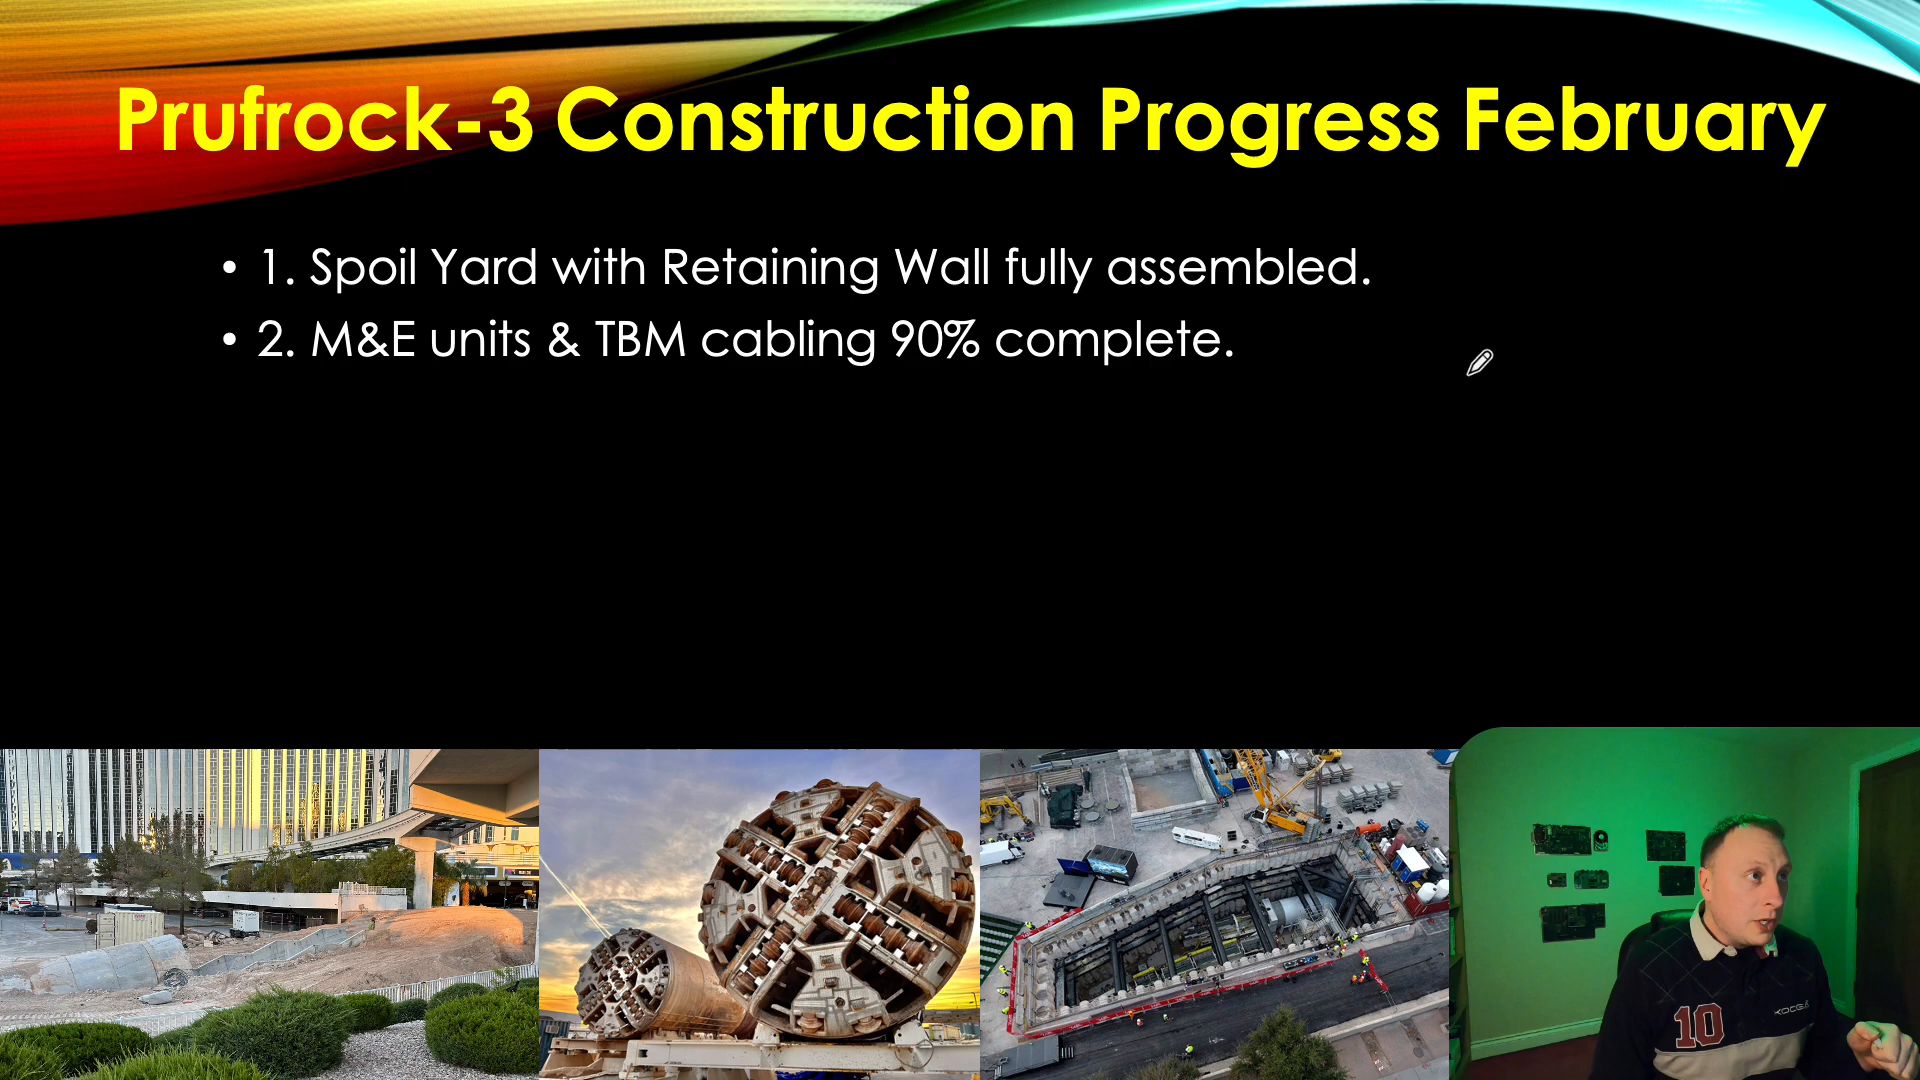 Prufrock-3 Construction Progress February
• 1. Spoil Yard with Retaining Wall fully assembled.
• 2. M&E units & TBM cabling 90% complete.
10